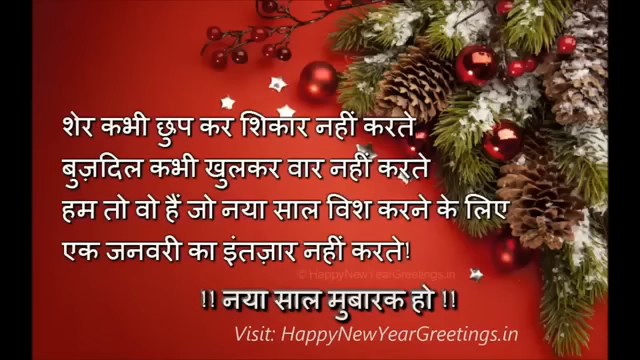 शेर कभी छुप कर शिकार नहीं करते
बुज़दिल कभी खुलकर वार नहीं करते
हम तो वो हैं जो नया साल विश करने के लिए
एक जनवरी का इंतज़ार नहीं करते!
© HappyNewYearGreetings.in
!! नया साल मुबारक हो !!
Visit: HappyNewYearGreetings.in